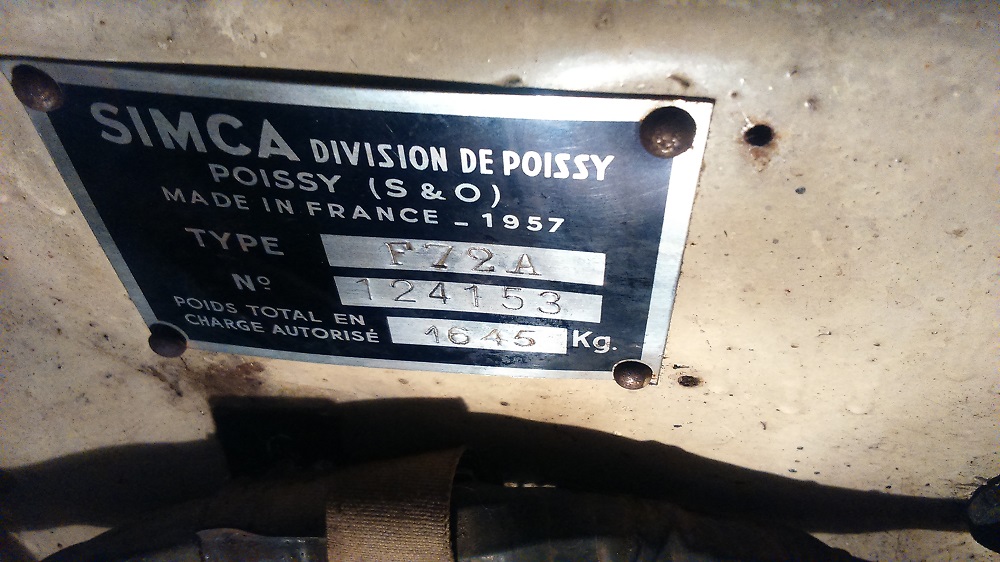 SIMCA DIVISION DE POISSY
POISSY (S & O)
MADE IN FRANCE - 1957
TYPE F72A
Nº 124153
POIDS TOTAL EN
CHARGE AUTORISÉ 1645 Kg.